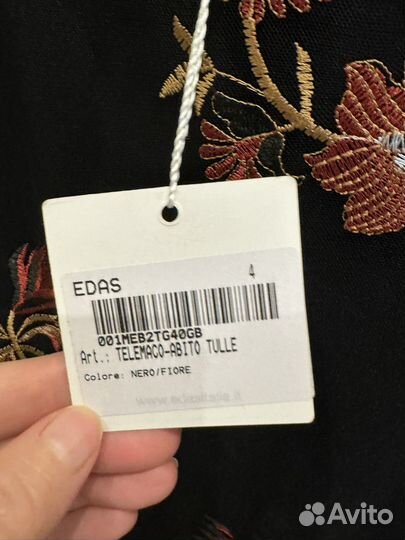 EDAS
4
001MEB2TG40GB
Art.: TELEMACO-ABITO TULLE
Colore: NERO/FIORE
www.edasitalia.it
Avito